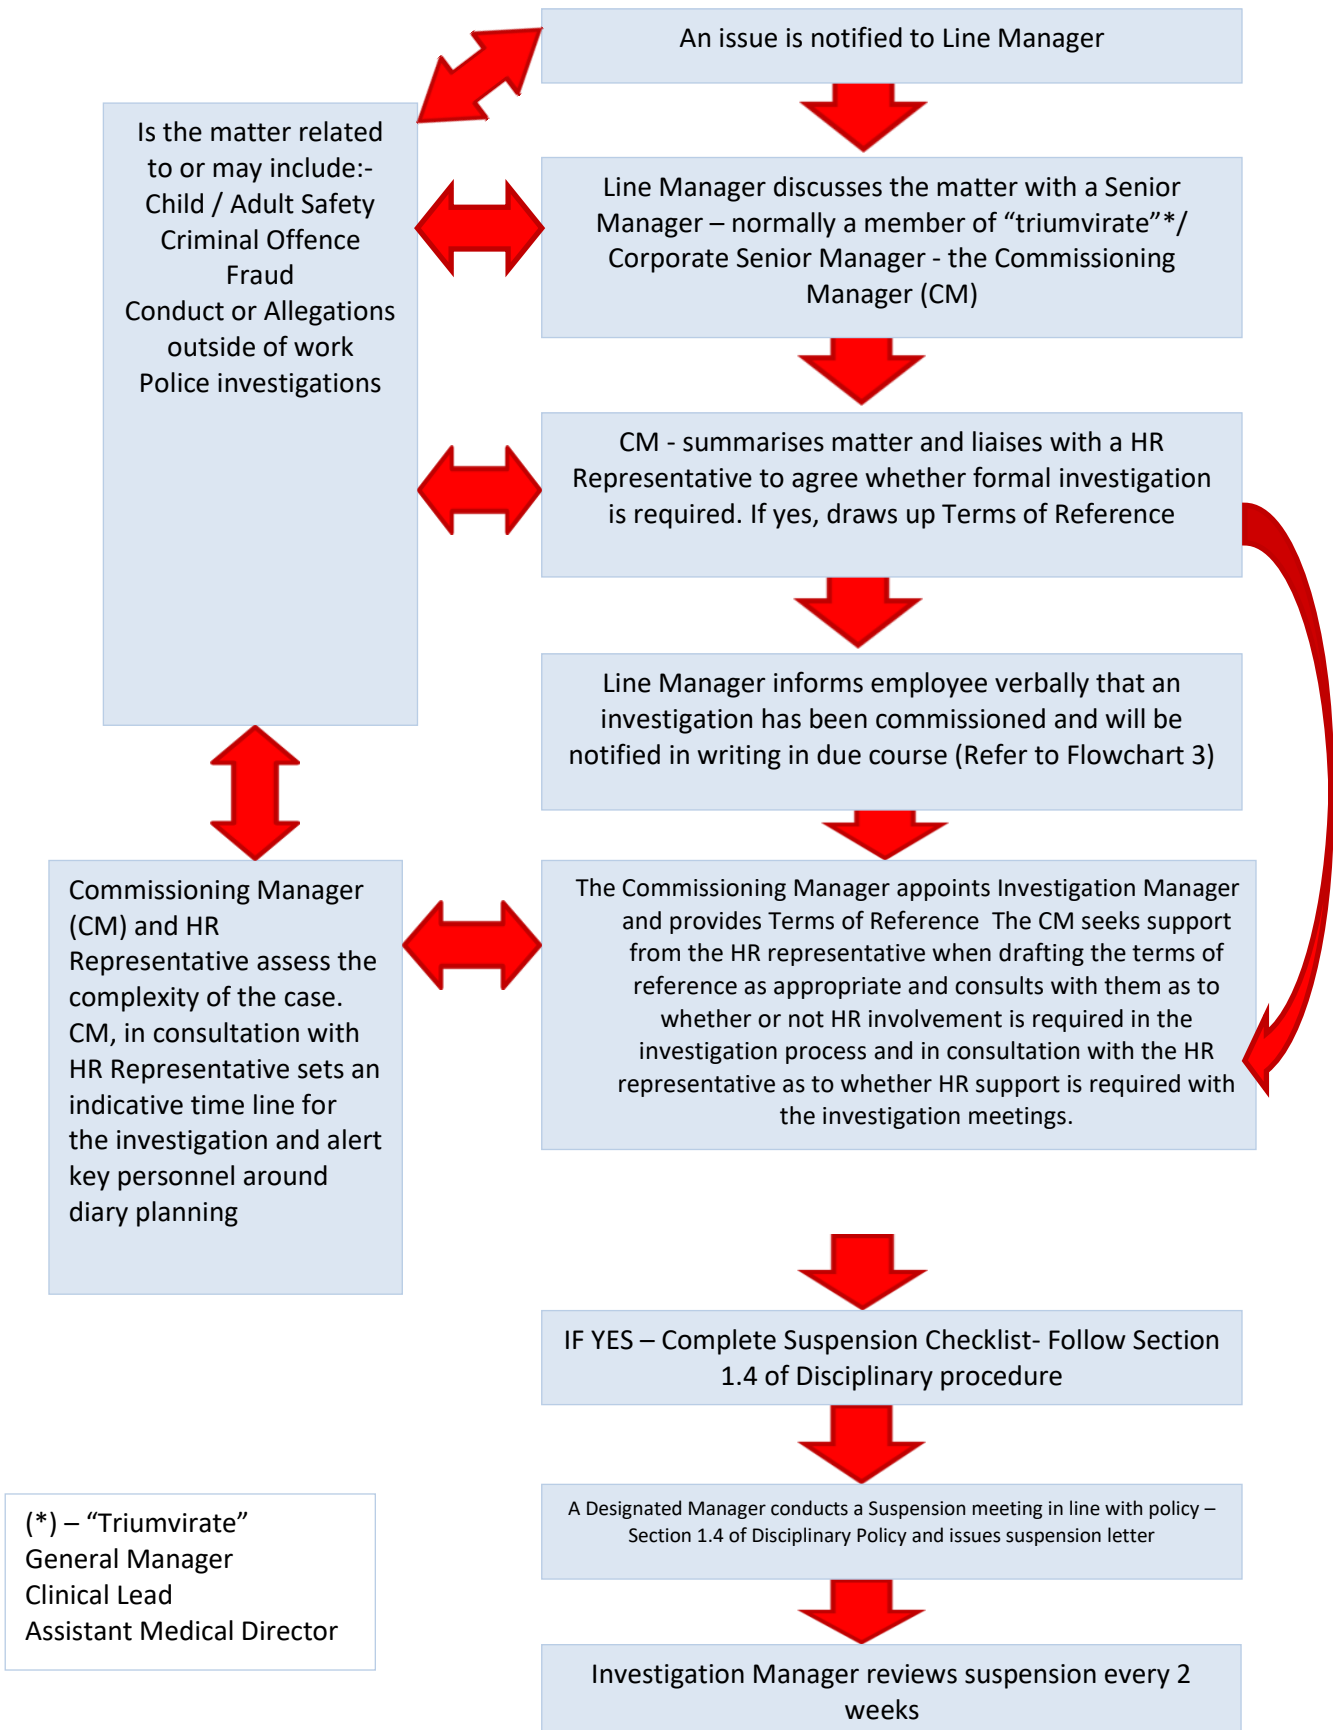 An issue is notified to Line Manager
Is the matter related
to or may include:-
Child / Adult Safety
Criminal Offence
Fraud
Conduct or Allegations
outside of work
Police investigations
Line Manager discusses the matter with a Senior
Manager – normally a member of “triumvirate”*/
Corporate Senior Manager - the Commissioning
Manager (CM)
CM - summarises matter and liaises with a HR
Representative to agree whether formal investigation
is required. If yes, draws up Terms of Reference
Line Manager informs employee verbally that an
investigation has been commissioned and will be
notified in writing in due course (Refer to Flowchart 3)
Commissioning Manager
(CM) and HR
Representative assess the
complexity of the case.
CM, in consultation with
HR Representative sets an
indicative time line for
the investigation and alert
key personnel around
diary planning
The Commissioning Manager appoints Investigation Manager
and provides Terms of Reference  The CM seeks support
from the HR representative when drafting the terms of
reference as appropriate and consults with them as to
whether or not HR involvement is required in the
investigation process and in consultation with the HR
representative as to whether HR support is required with
the investigation meetings.
IF YES – Complete Suspension Checklist- Follow Section
1.4 of Disciplinary procedure
A Designated Manager conducts a Suspension meeting in line with policy –
Section 1.4 of Disciplinary Policy and issues suspension letter
(*) – “Triumvirate”
General Manager
Clinical Lead
Assistant Medical Director
Investigation Manager reviews suspension every 2
weeks